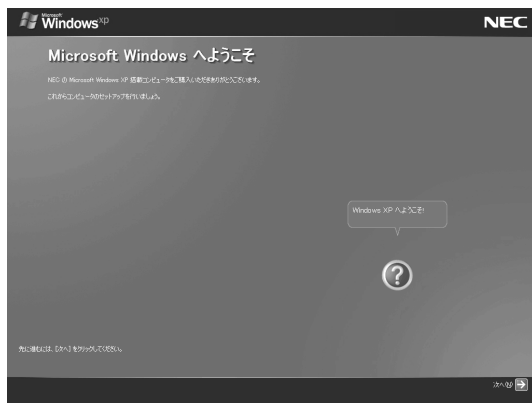 Microsoft
Windows xp
NEC
Microsoft Windows へようこそ
NEC の Microsoft Windows XP 搭載コンピュータをご購入いただきありがとうございます。
これからコンピュータのセットアップを行いましょう。
Windows XP へようこそ!
?
先に進むには、[次へ] をクリックしてください。
次へ(N)